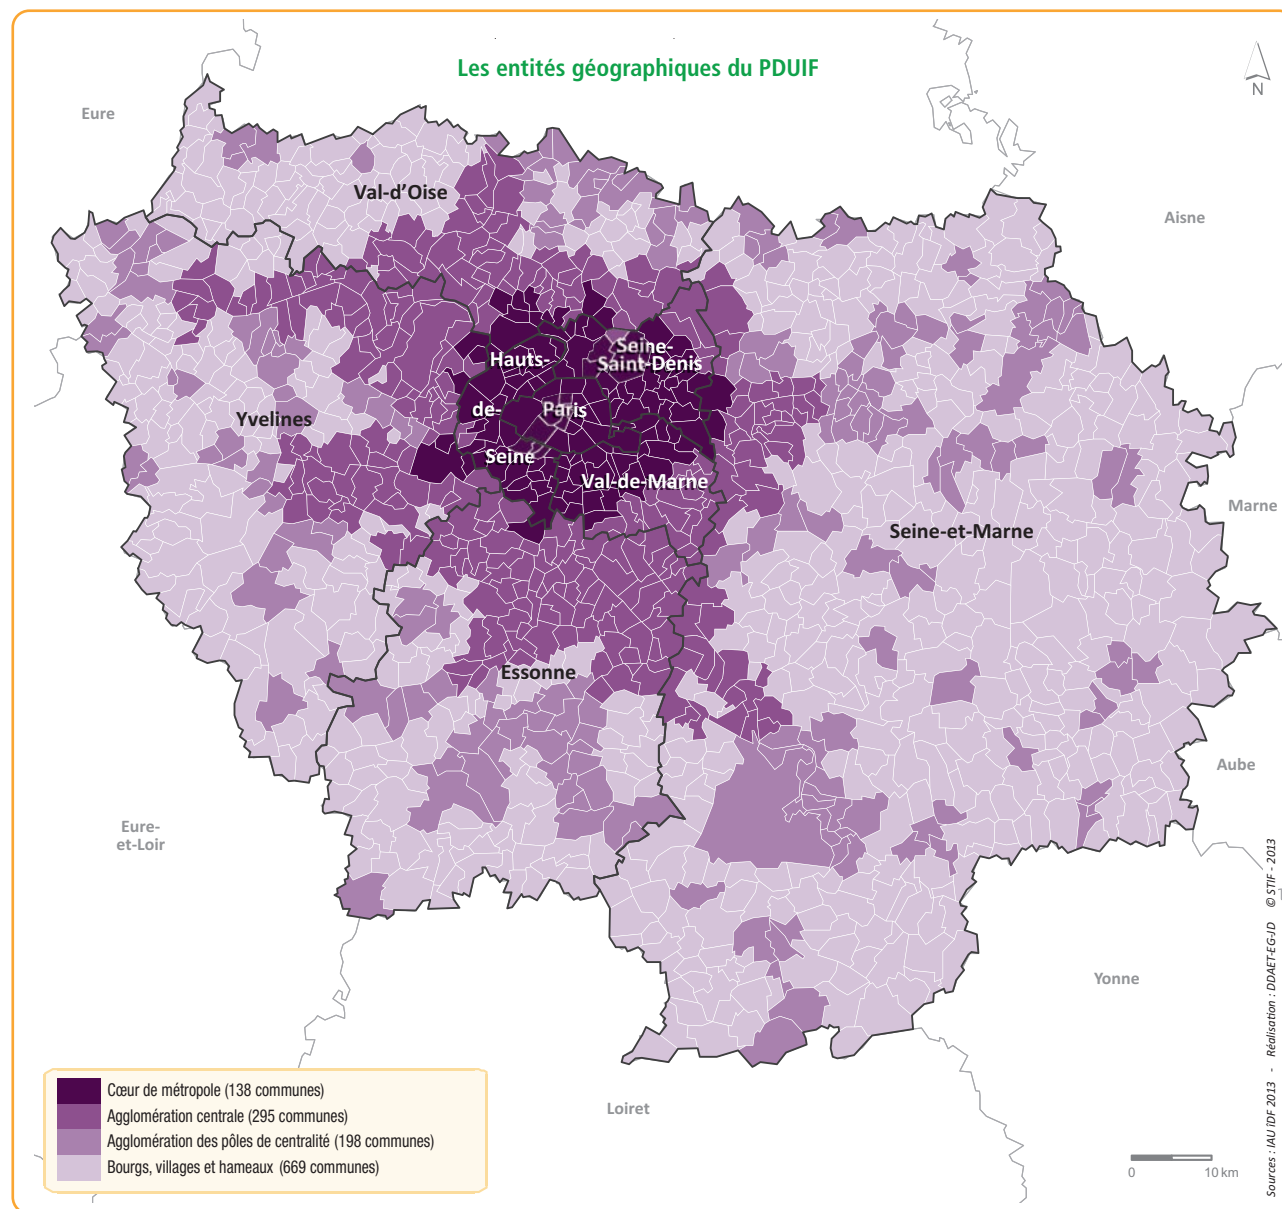 Les entités géographiques du PDUIF
N
Eure
Val-d'Oise
Aisne
Hauts-
Seine-
Saint-Denis
de-
Paris
Yvelines
Seine
Val-de-Marne
Marne
Seine-et-Marne
Essonne
Aube
Eure-
et-Loir
Yonne
Loiret
Cœur de métropole (138 communes)
Agglomération centrale (295 communes)
Agglomération des pôles de centralité (198 communes)
Bourgs, villages et hameaux (669 communes)
0 10 km
Sources : IAU îDF 2013 - Réalisation : DDAET-EG-JD © STIF - 2013